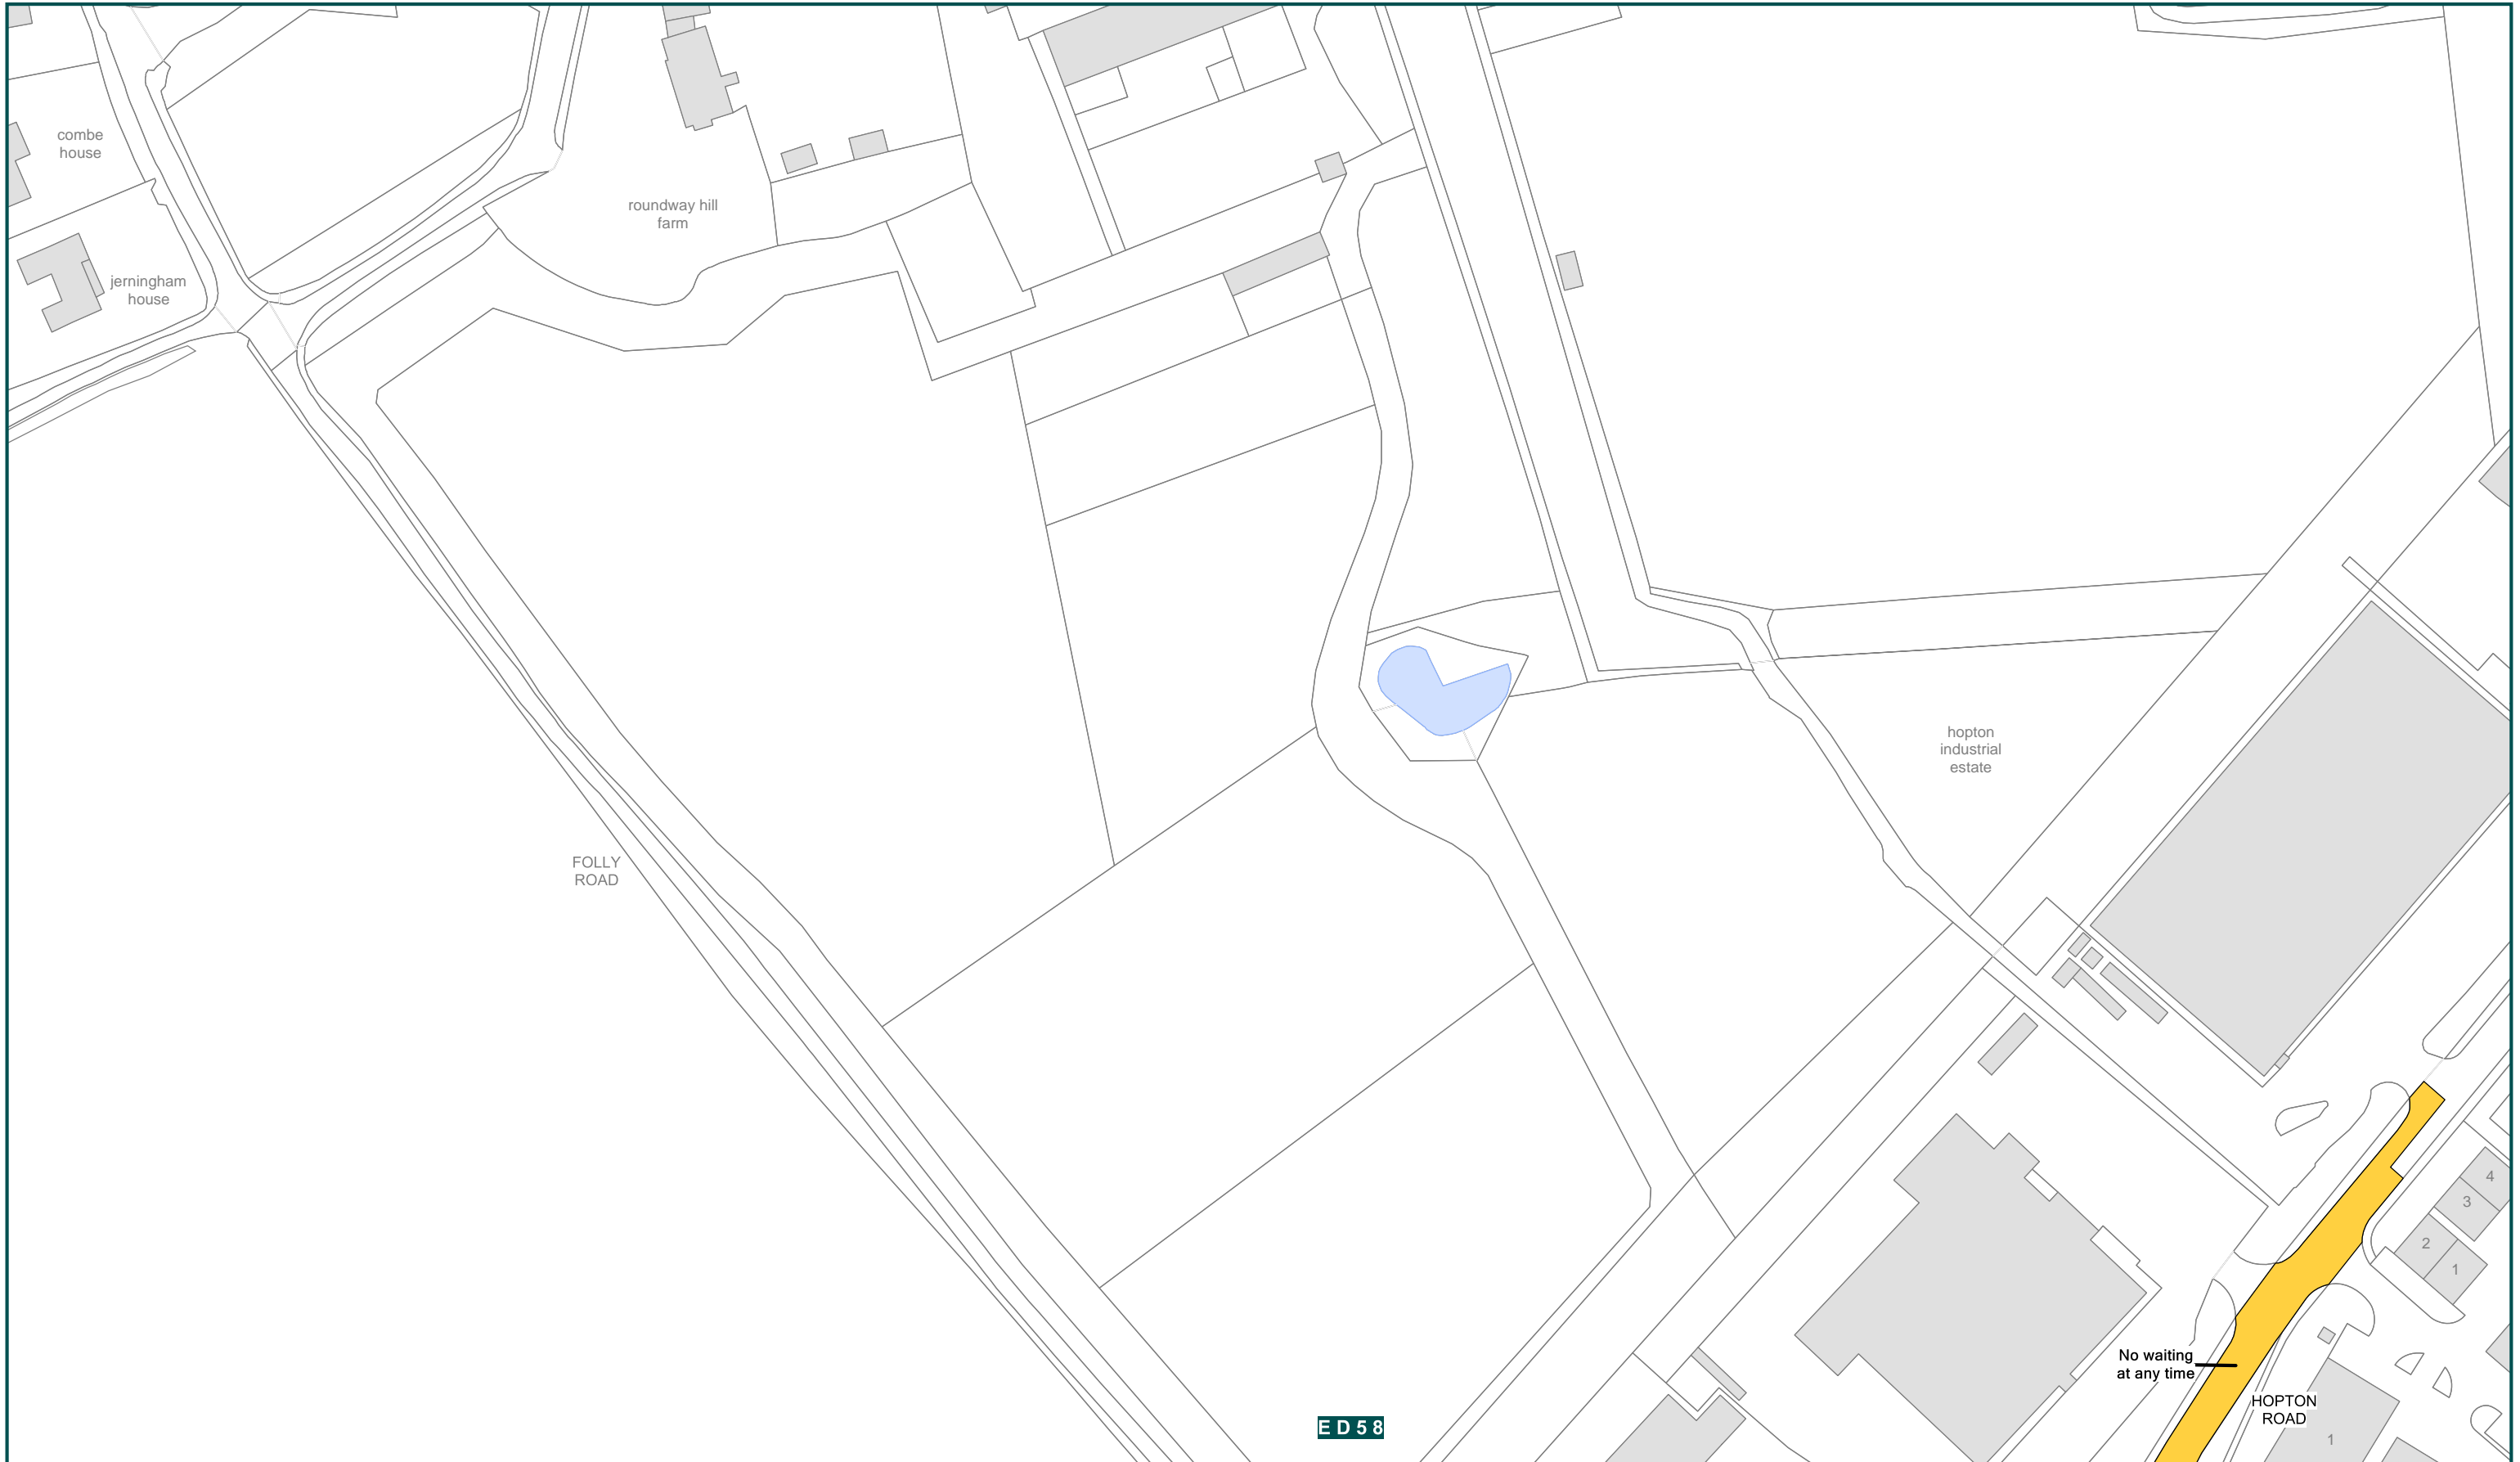 combe
house
roundway hill
farm
jerningham
house
hopton
industrial
estate
FOLLY
ROAD
4
3
2
1
No waiting
at any time
HOPTON
ROAD
1
ED58